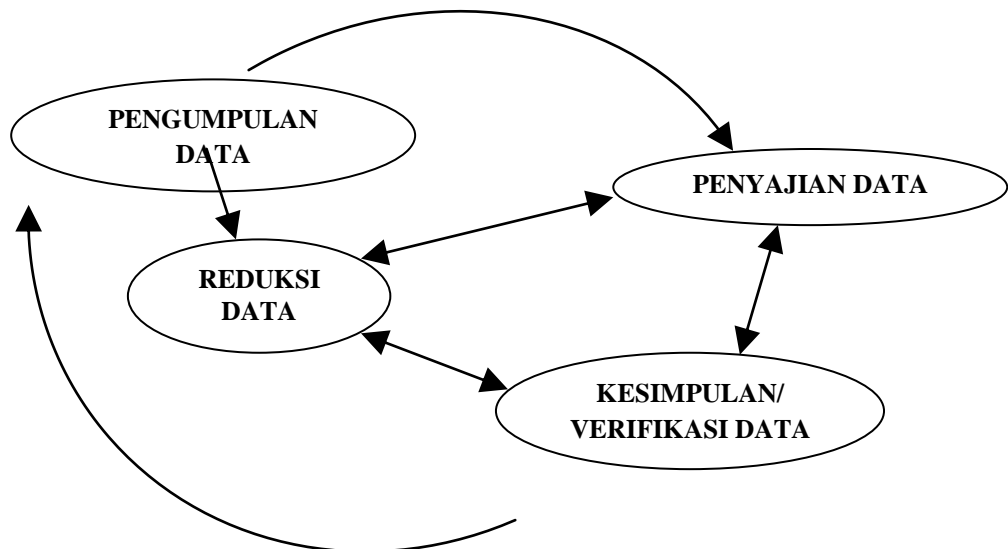 PENGUMPULAN
DATA
PENYAJIAN DATA
REDUKSI
DATA
KESIMPULAN/
VERIFIKASI DATA